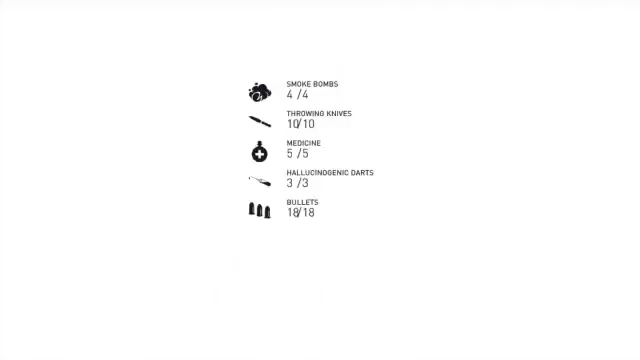 SMOKE BOMBS
4 /4
THROWING KNIVES
10/10
MEDICINE
5 /5
HALLUCINOGENIC DARTS
3 /3
BULLETS
18/18